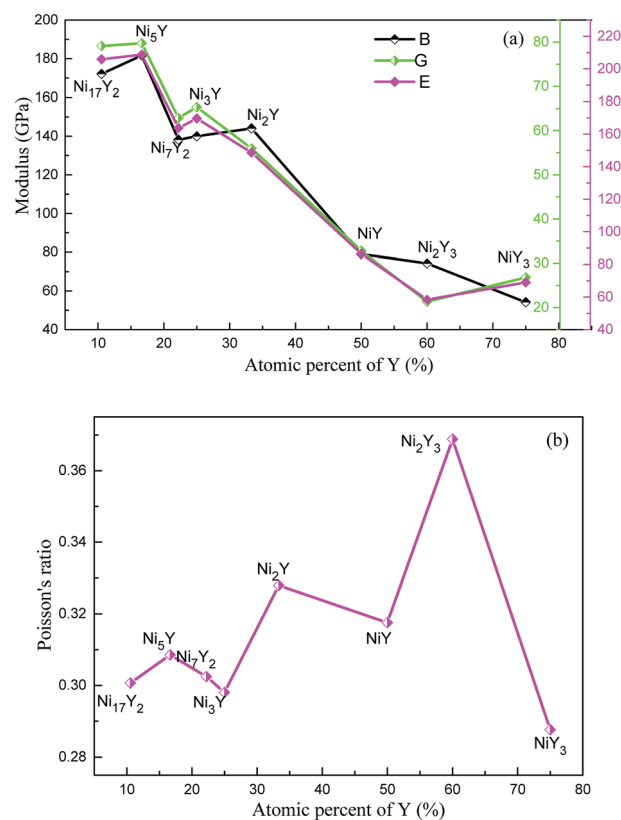 (a)
B
G
E
Ni17Y2
Ni5Y
Ni7Y2
Ni3Y
Ni2Y
NiY
Ni2Y3
NiY3
Modulus (GPa)
200
180
160
140
120
100
80
60
40
80
70
60
50
40
30
20
220
200
180
160
140
120
100
80
60
40
10 20 30 40 50 60 70 80
Atomic percent of Y (%)
(b)
Ni17Y2
Ni5Y
Ni7Y2
Ni3Y
Ni2Y
NiY
Ni2Y3
NiY3
Poisson's ratio
0.36
0.34
0.32
0.30
0.28
10 20 30 40 50 60 70 80
Atomic percent of Y (%)